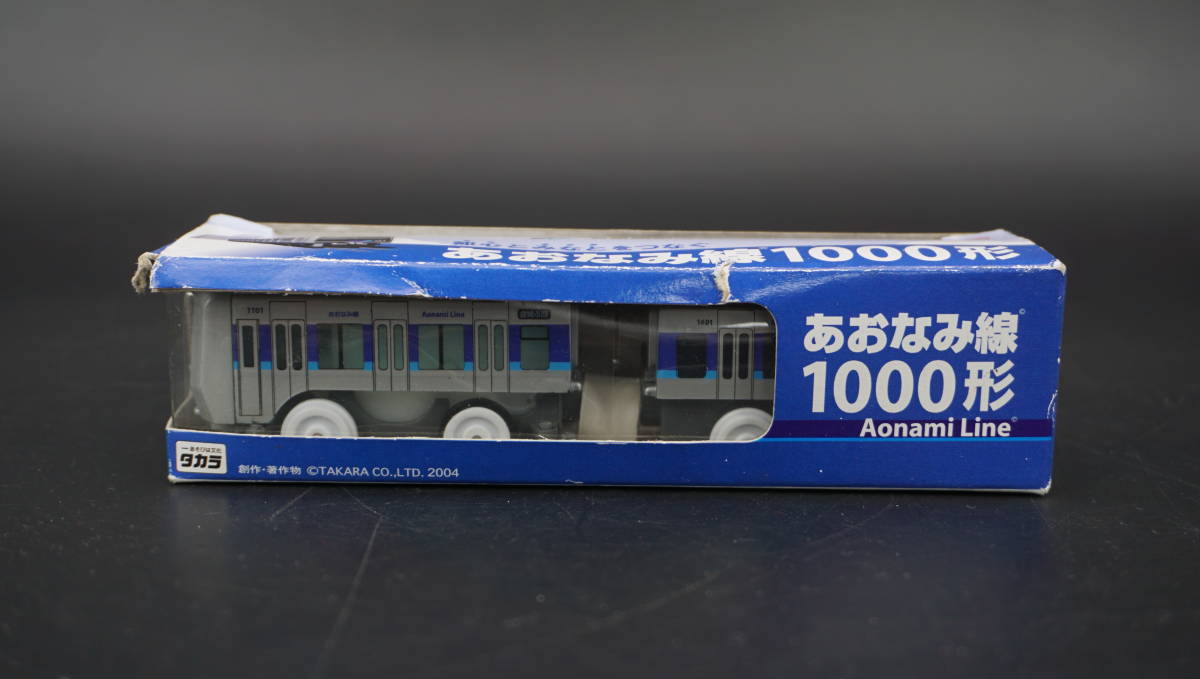 あおなみ線1000形
1101
あおなみ線
Aonami Line
1401
あおなみ線
1000形
Aonami Line
タカラ
創作・著作物 ©TAKARA CO.,LTD. 2004